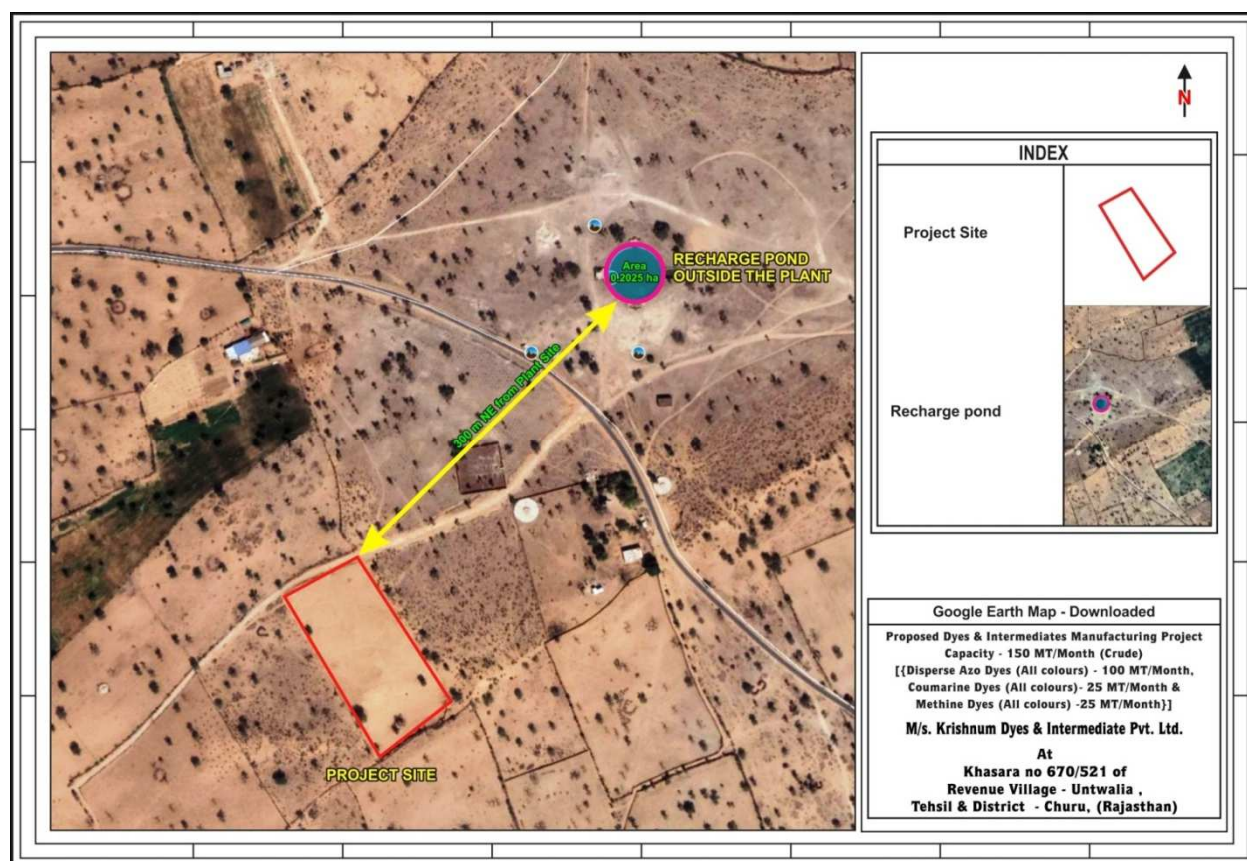 N
INDEX
Project Site
Recharge pond
RECHARGE POND
OUTSIDE THE PLANT
Area
0.2025 ha
300 m NE from Plant Site
PROJECT SITE
Google Earth Map - Downloaded
Proposed Dyes & Intermediates Manufacturing Project
Capacity - 150 MT/Month (Crude)
[{Disperse Azo Dyes (All colours) - 100 MT/Month,
Coumarine Dyes (All colours)- 25 MT/Month &
Methine Dyes (All colours) -25 MT/Month}]
M/s. Krishnum Dyes & Intermediate Pvt. Ltd.
At
Khasara no 670/521 of
Revenue Village - Untwalia ,
Tehsil & District - Churu, (Rajasthan)